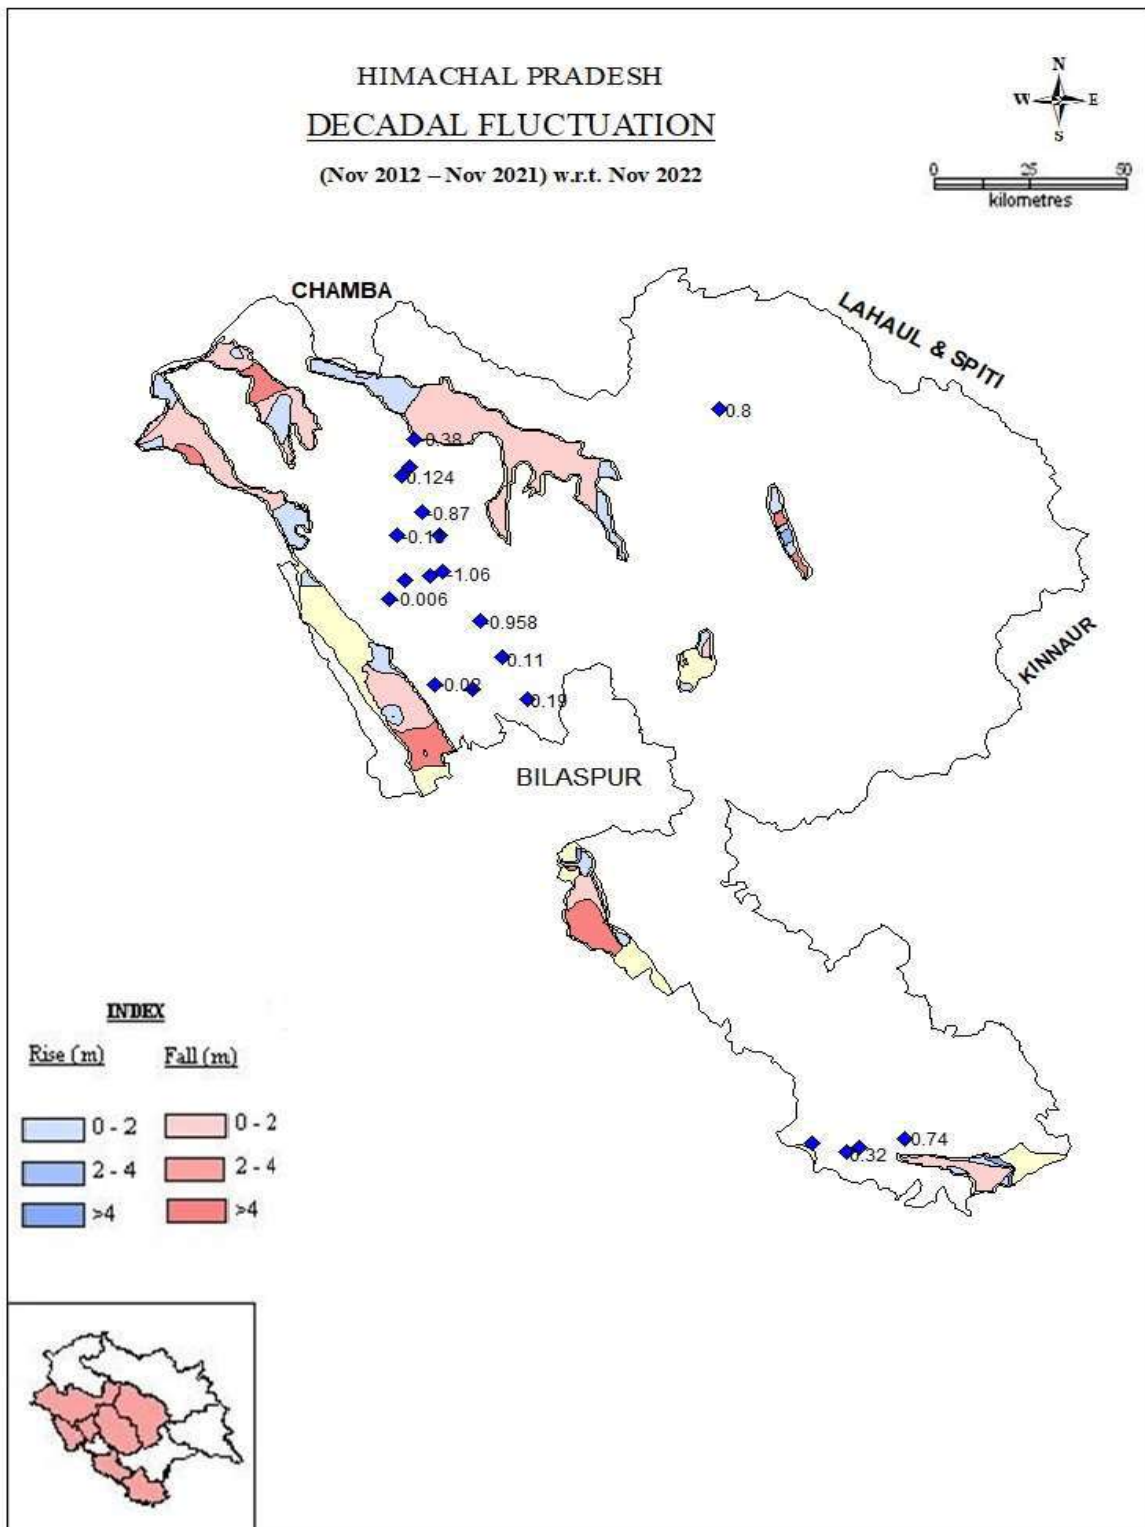 HIMACHAL PRADESH
DECADAL FLUCTUATION
(Nov 2012 – Nov 2021) w.r.t. Nov 2022
N
W E
S
0 25 50
kilometres
CHAMBA
LAHAUL & SPITI
0.8
-0.38
0.124
-0.87
-1.06
-0.006
-0.958
0.11
0.19
KINNAUR
BILASPUR
0.74
0.32
INDEX
Rise (m) Fall (m)
0 - 2 0 - 2
2 - 4 2 - 4
>4 >4